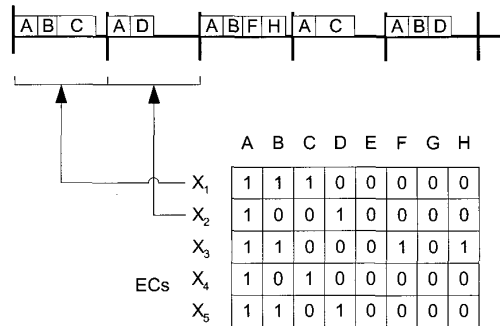 A B C A D A B F H A C A B D
A B C D E F G H
X1 1 1 1 0 0 0 0 0
X2 1 0 0 1 0 0 0 0
X3 1 1 0 0 0 1 0 1
ECs X4 1 0 1 0 0 0 0 0
X5 1 1 0 1 0 0 0 0